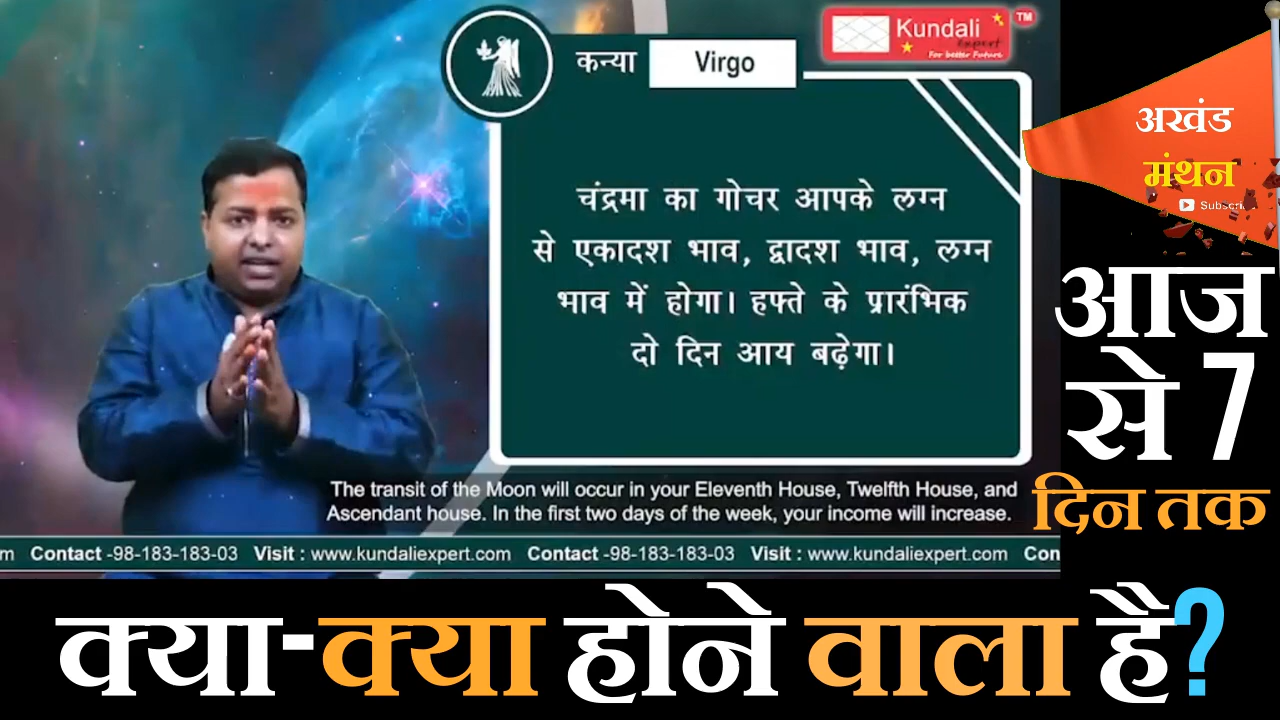 कन्या
Virgo
Kundali
expert
For better Future
TM
अखंड
मंथन
चंद्रमा का गोचर आपके लग्न
से एकादश भाव, द्वादश भाव, लग्न
भाव में होगा। हफ्ते के प्रारंभिक
दो दिन आय बढ़ेगा।
आज
से 7
दिन तक
The transit of the Moon will occur in your Eleventh House, Twelfth House, and
Ascendant house. In the first two days of the week, your income will increase.
m Contact -98-183-183-03 Visit : www.kundaliexpert.com Contact -98-183-183-03 Visit : www.kundaliexpert.com Con
क्या-क्या होने वाला है?